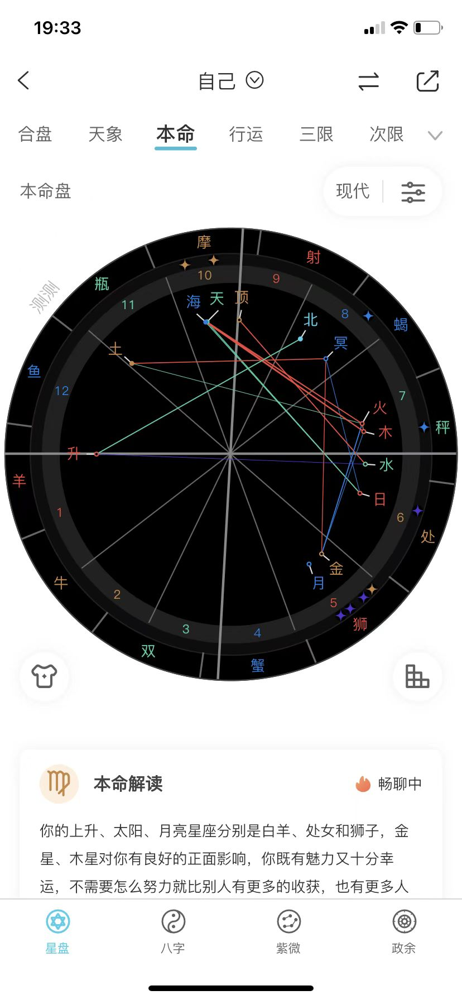 19:33
自己
合盘 天象 本命 行运 三限 次限
本命盘
现代
测测
摩
射
瓶
蝎
鱼
秤
羊
处
牛
狮
双
蟹
10
9
11
8
12
7
1
6
2
5
3
4
海 天 顶
北
冥
土
火
木
升
水
日
金
月
本命解读
畅聊中
你的上升、太阳、月亮星座分别是白羊、处女和狮子，金
星、木星对你有良好的正面影响，你既有魅力又十分幸
运，不需要怎么努力就比别人有更多的收获，也有更多人
星盘 八字 紫微 政余